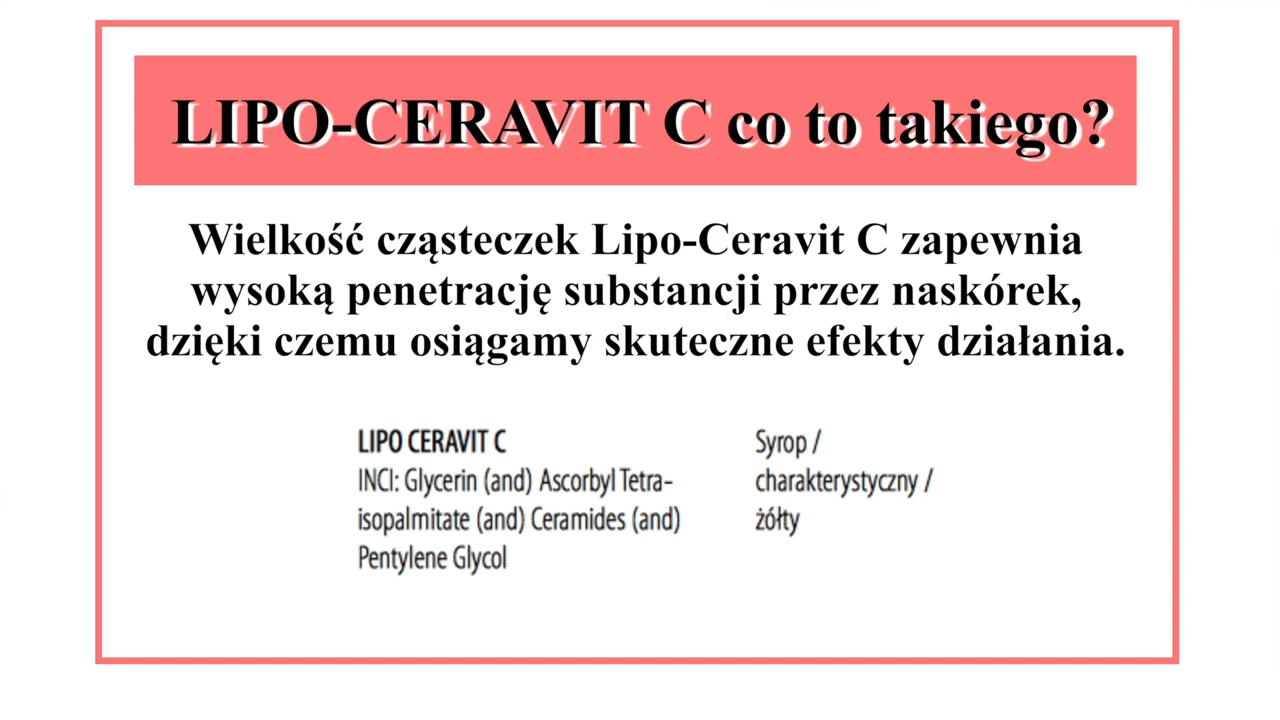 LIPO-CERAVIT C co to takiego?
Wielkość cząsteczek Lipo-Ceravit C zapewnia
wysoką penetrację substancji przez naskórek,
dzięki czemu osiągamy skuteczne efekty działania.
LIPO CERAVIT C
INCI: Glycerin (and) Ascorbyl Tetra-
isopalmitate (and) Ceramides (and)
Pentylene Glycol
Syrop /
charakterystyczny /
żółty